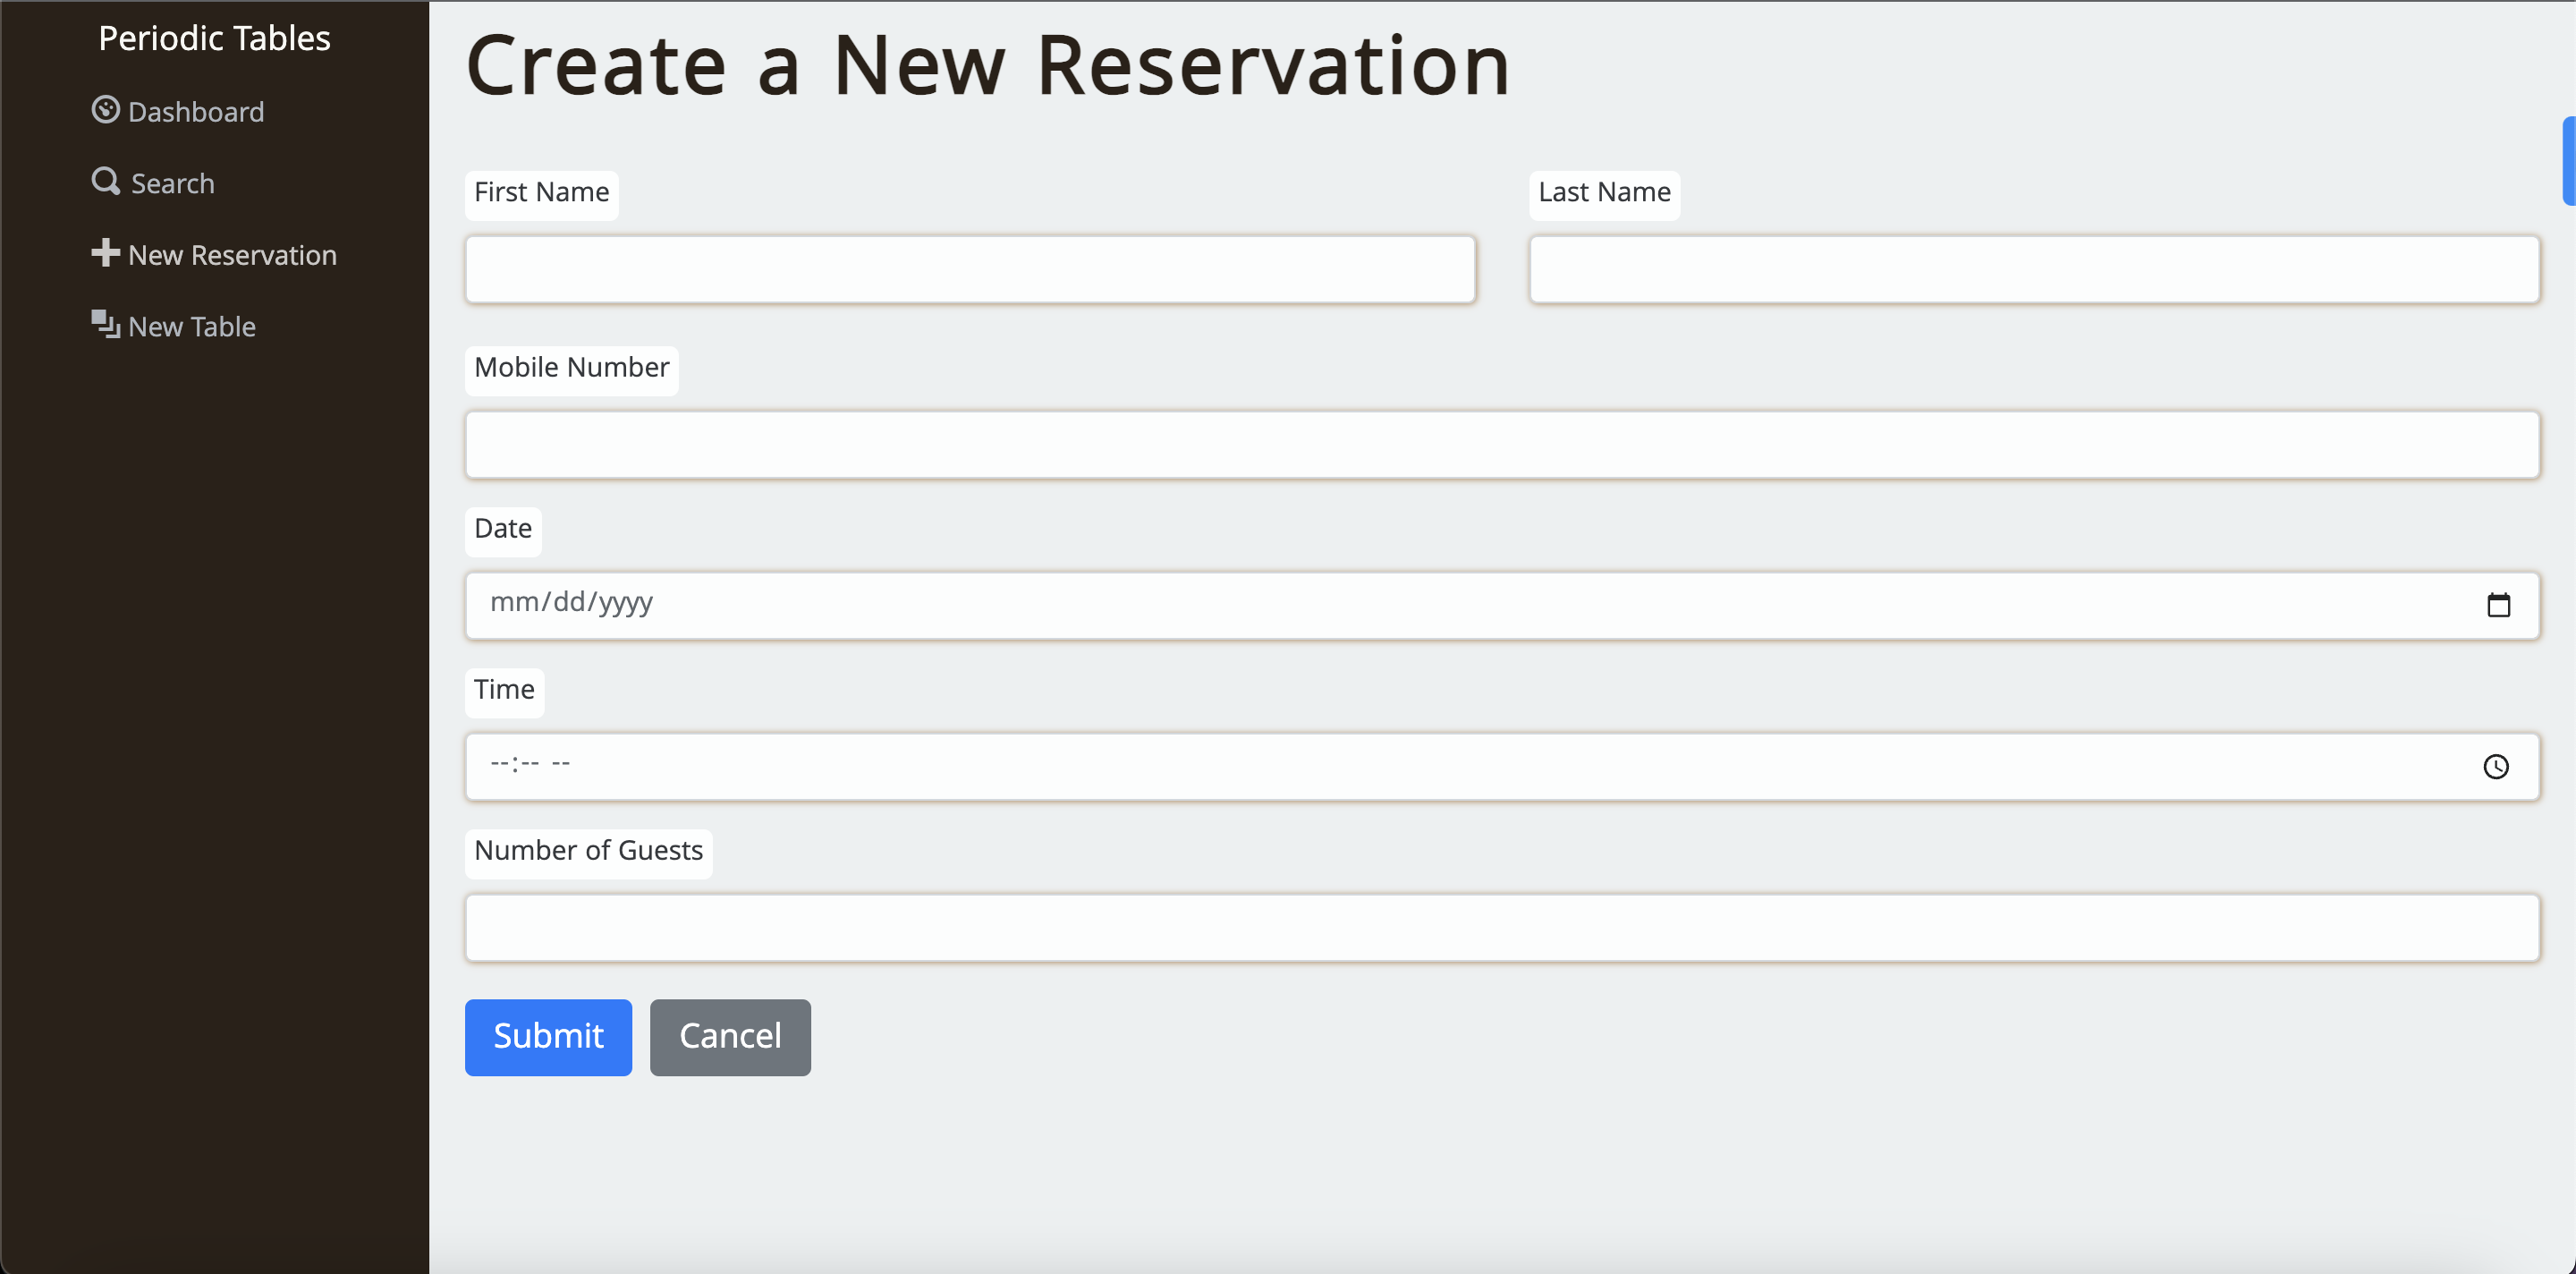 Periodic Tables
Dashboard
Search
New Reservation
New Table
Create a New Reservation
First Name
Last Name
Mobile Number
Date
mm/dd/yyyy
Time
--:-- --
Number of Guests
Submit
Cancel